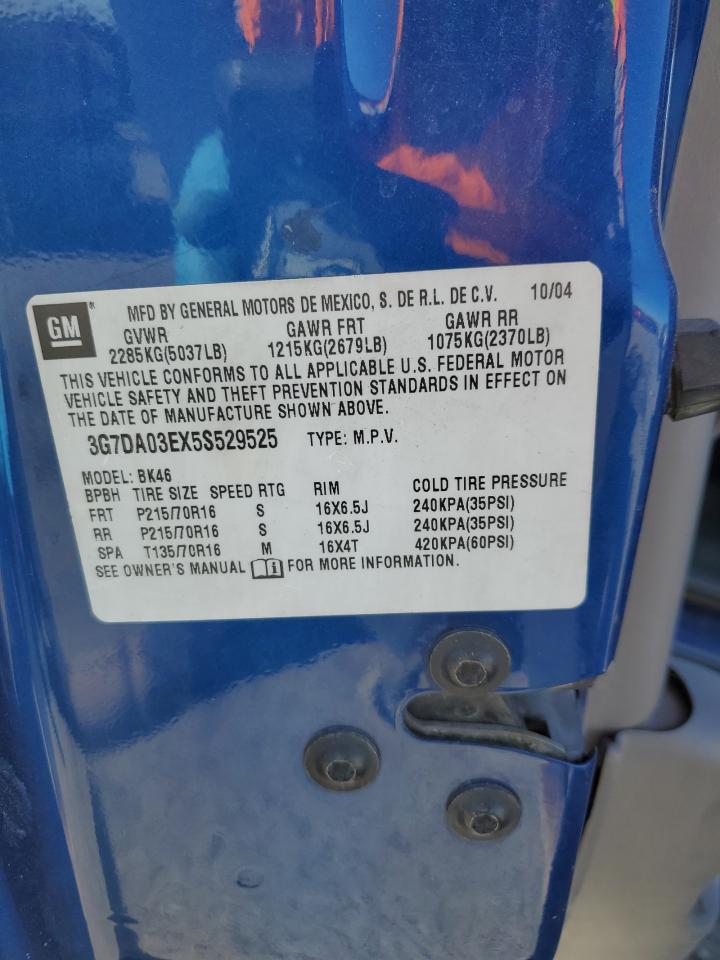 GM ® MFD BY GENERAL MOTORS DE MEXICO, S. DE R.L. DE C.V. 10/04
GVWR GAWR FRT GAWR RR
2285KG(5037LB) 1215KG(2679LB) 1075KG(2370LB)
THIS VEHICLE CONFORMS TO ALL APPLICABLE U.S. FEDERAL MOTOR
VEHICLE SAFETY AND THEFT PREVENTION STANDARDS IN EFFECT ON
THE DATE OF MANUFACTURE SHOWN ABOVE.
3G7DA03EX5S529525 TYPE: M.P.V.
MODEL: BK46
BPBH TIRE SIZE SPEED RTG RIM COLD TIRE PRESSURE
FRT P215/70R16 S 16X6.5J 240KPA(35PSI)
RR P215/70R16 S 16X6.5J 240KPA(35PSI)
SPA T135/70R16 M 16X4T 420KPA(60PSI)
SEE OWNER'S MANUAL FOR MORE INFORMATION.